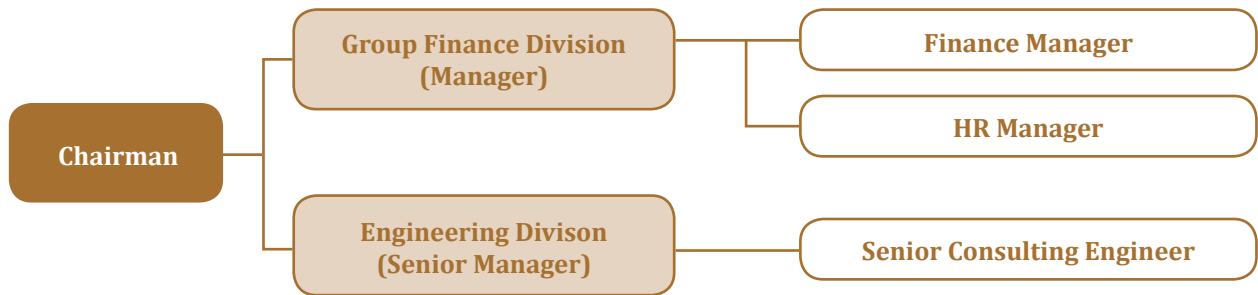 Chairman
Group Finance Division
(Manager)
Finance Manager
HR Manager
Engineering Divison
(Senior Manager)
Senior Consulting Engineer